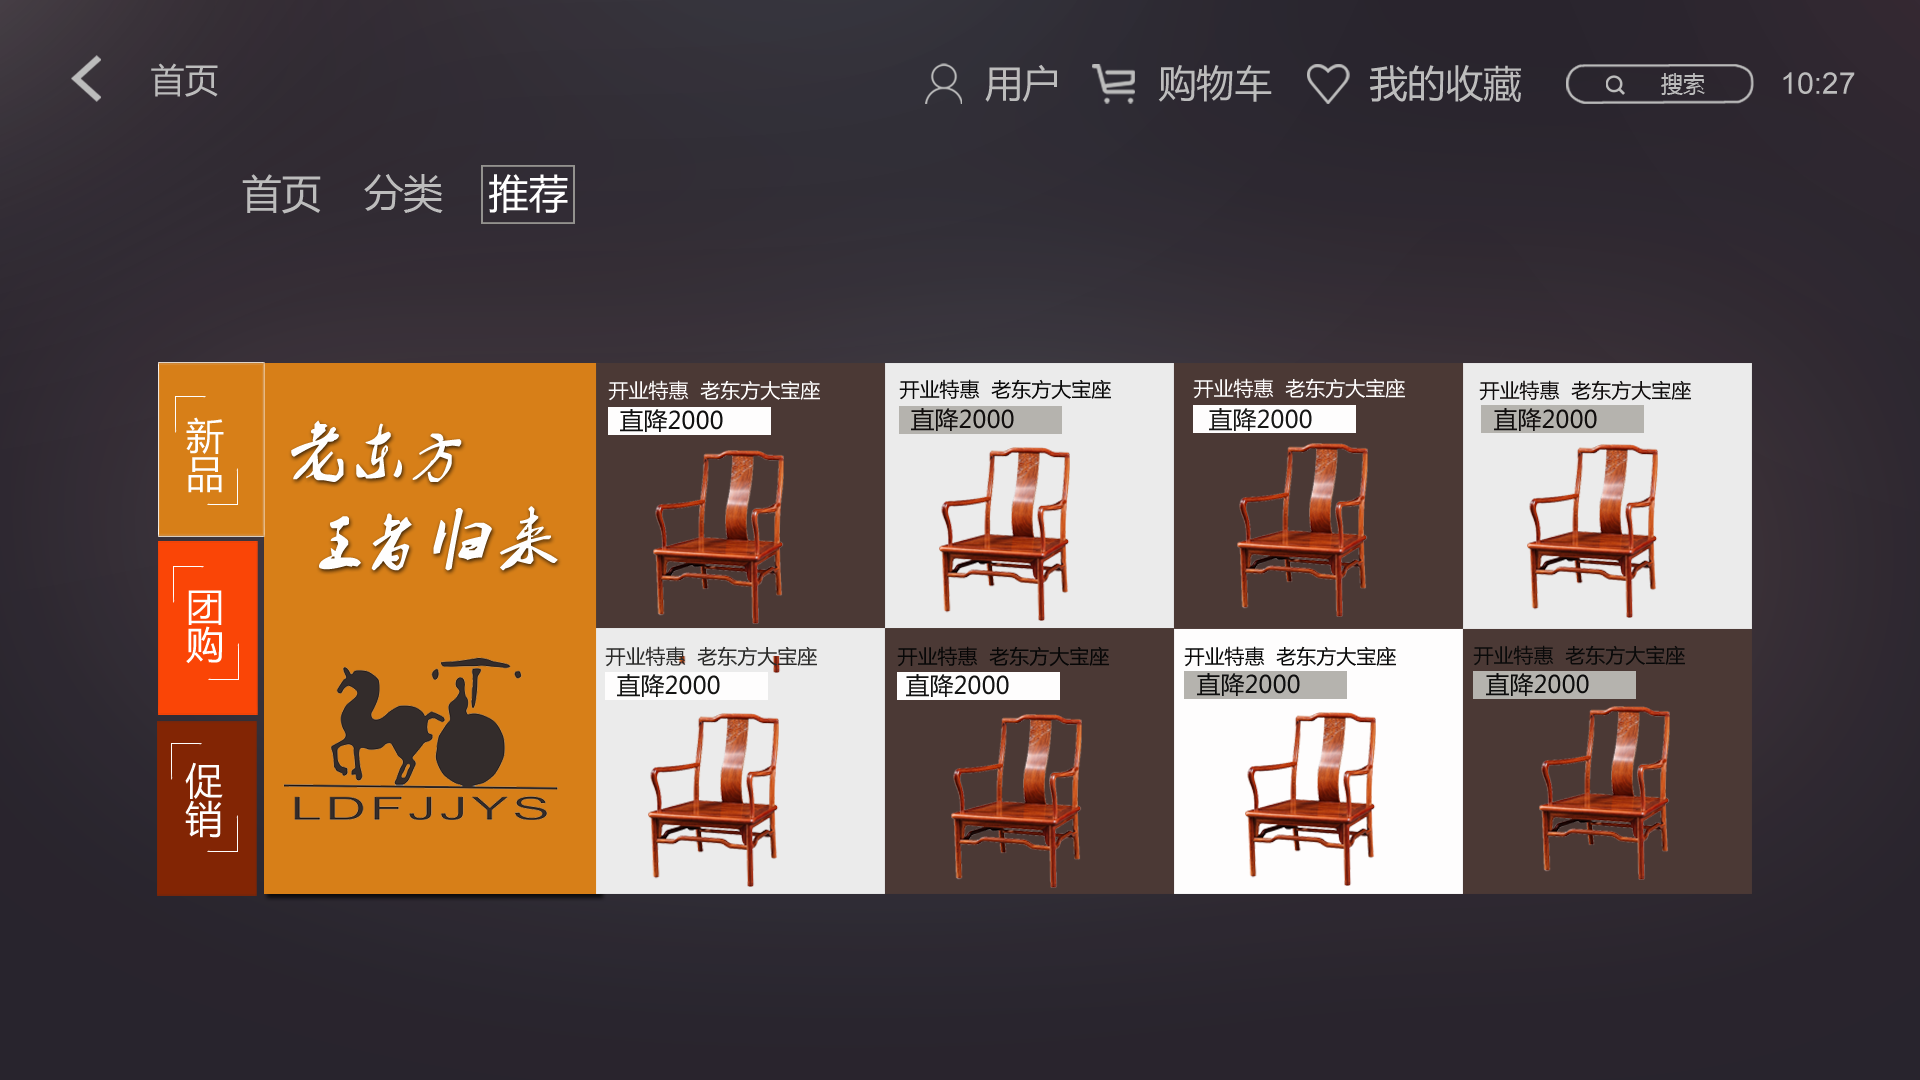 首页
用户
购物车
我的收藏
搜索
10:27
首页
分类
推荐
新品
团购
促销
老东方
王者归来
LDFJJYS
开业特惠 老东方大宝座
直降2000
开业特惠 老东方大宝座
直降2000
开业特惠 老东方大宝座
直降2000
开业特惠 老东方大宝座
直降2000
开业特惠 老东方大宝座
直降2000
开业特惠 老东方大宝座
直降2000
开业特惠 老东方大宝座
直降2000
开业特惠 老东方大宝座
直降2000